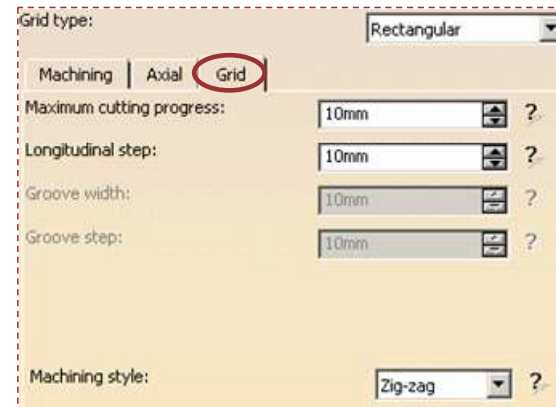 Grid type: Rectangular
Machining Axial Grid
Maximum cutting progress: 10mm ?
Longitudinal step: 10mm ?
Groove width: 10mm ?
Groove step: 10mm ?
Machining style: Zig-zag ?